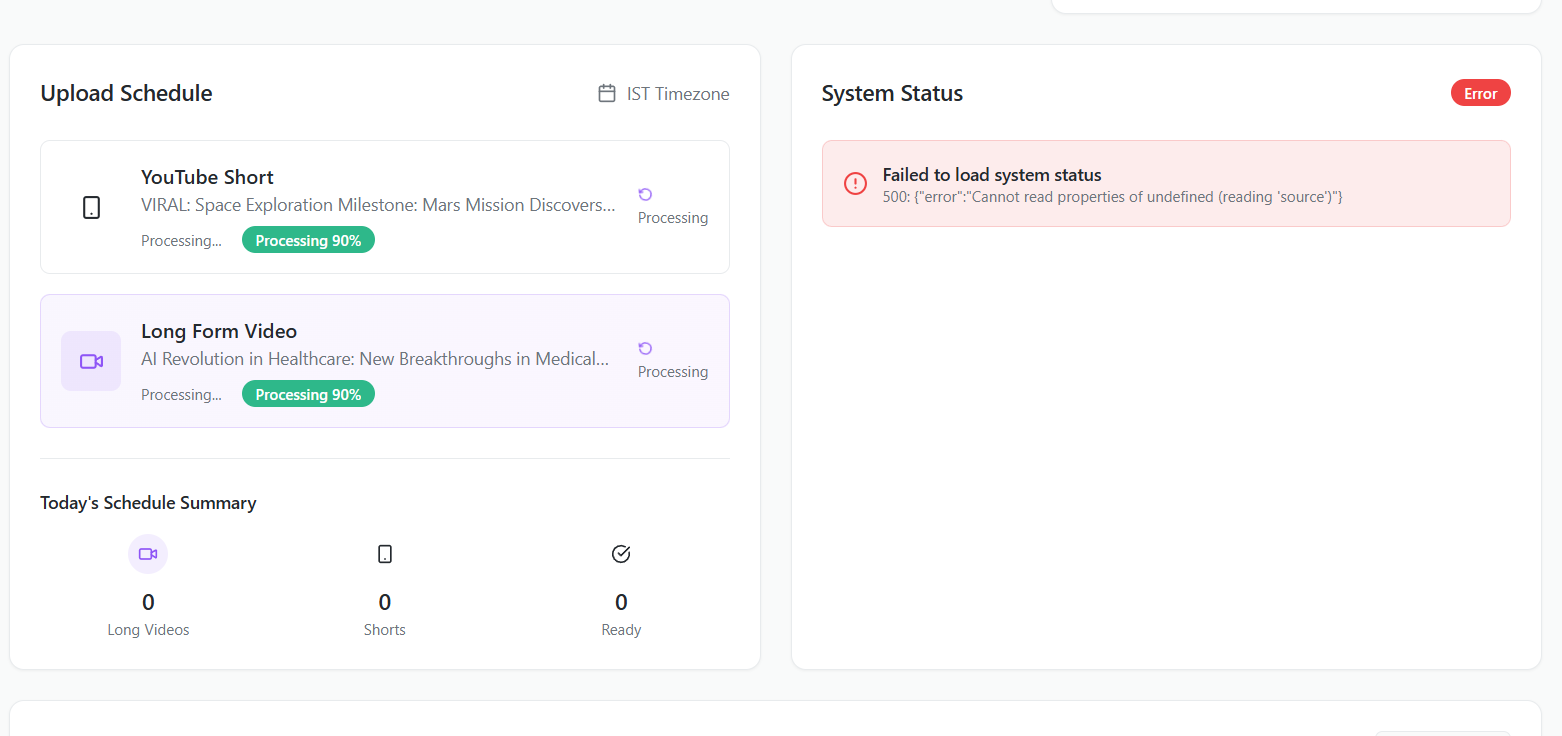 Upload Schedule
IST Timezone
YouTube Short
VIRAL: Space Exploration Milestone: Mars Mission Discovers...
Processing...
Processing 90%
Processing
Long Form Video
AI Revolution in Healthcare: New Breakthroughs in Medical...
Processing...
Processing 90%
Processing
Today's Schedule Summary
0
Long Videos
0
Shorts
0
Ready
System Status
Error
Failed to load system status
500: {"error":"Cannot read properties of undefined (reading 'source')"}